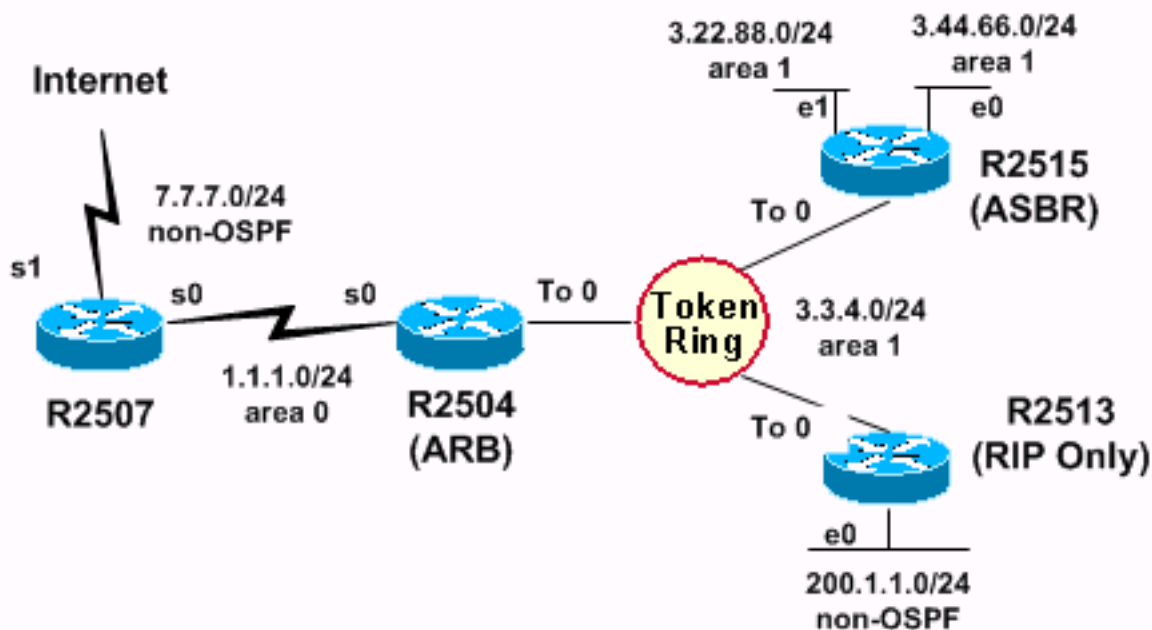 Internet
7.7.7.0/24
non-OSPF
s1
s0
R2507
1.1.1.0/24
area 0
s0
R2504
(ARB)
To 0
Token
Ring
3.3.4.0/24
area 1
3.22.88.0/24
area 1
e1
3.44.66.0/24
area 1
e0
R2515
(ASBR)
To 0
To 0
R2513
(RIP Only)
e0
200.1.1.0/24
non-OSPF